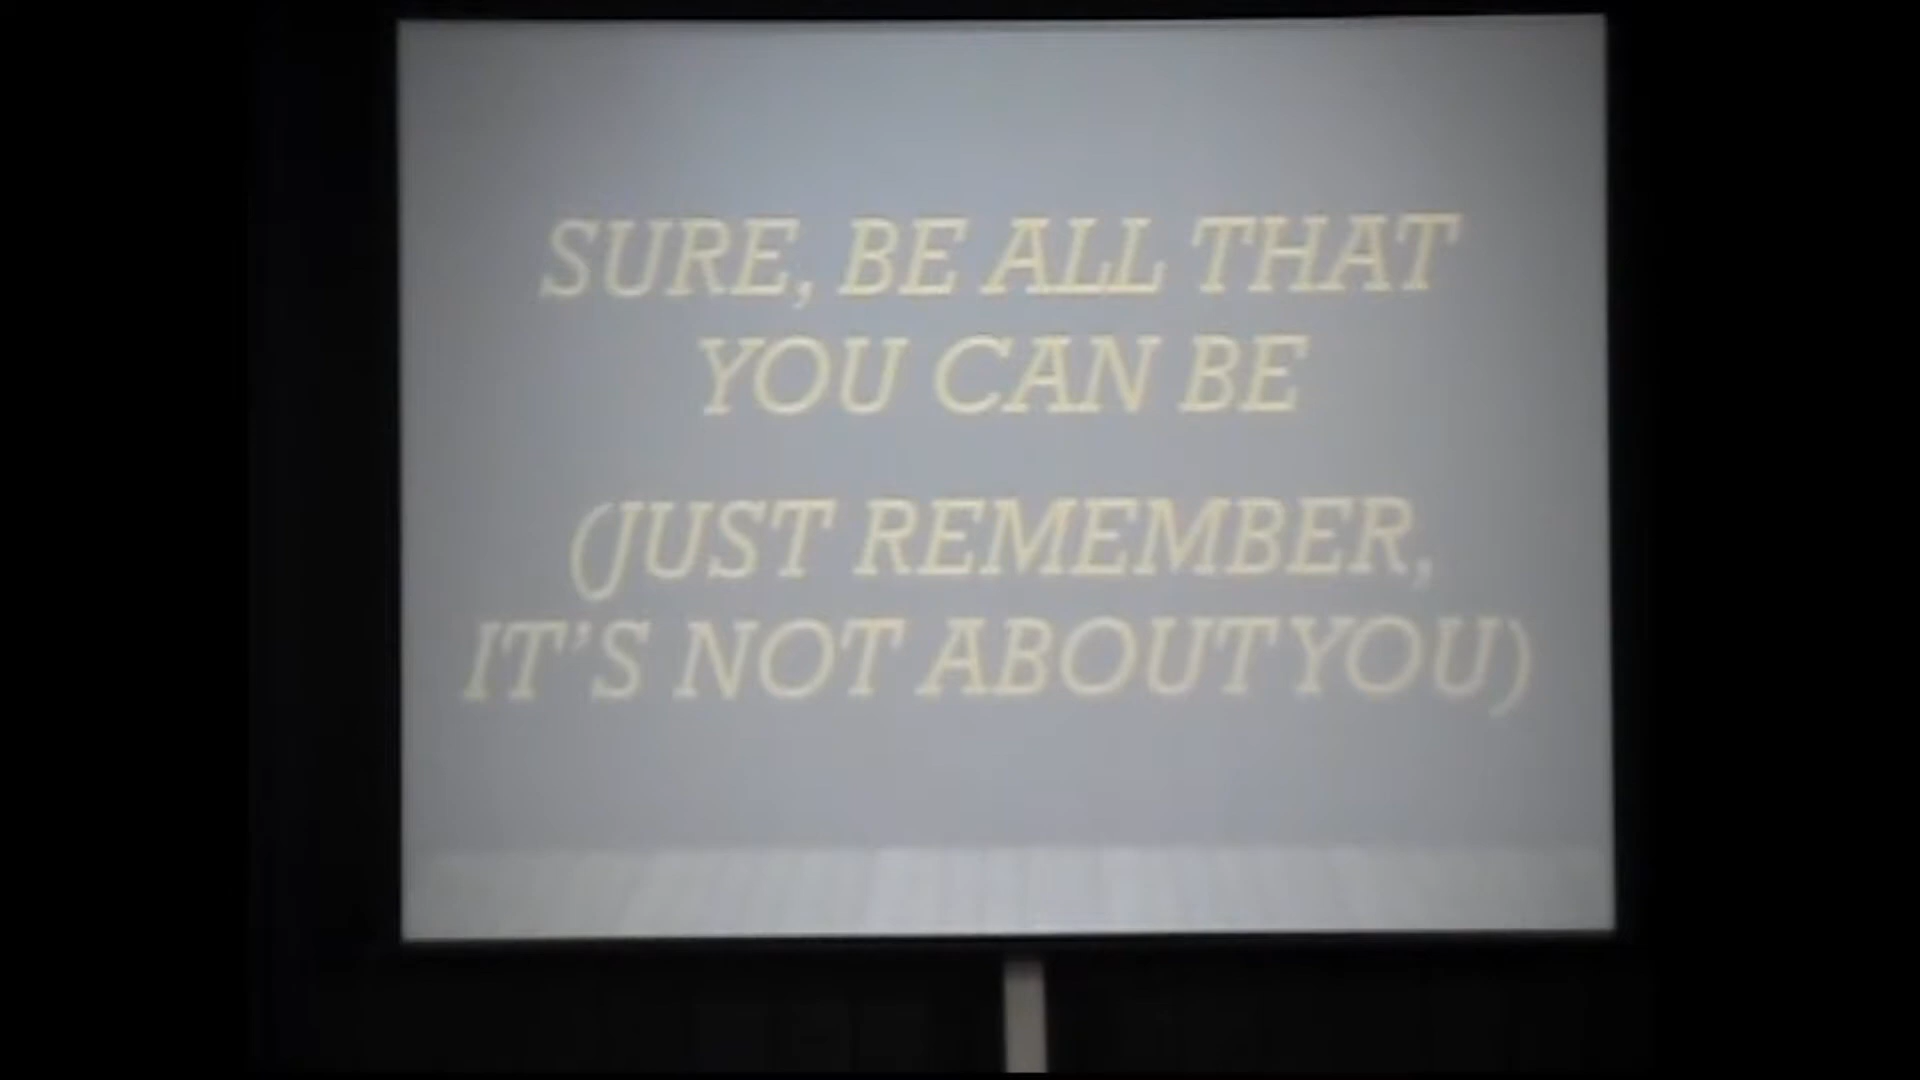 SURE, BE ALL THAT
YOU CAN BE
(JUST REMEMBER,
IT'S NOT ABOUT YOU)